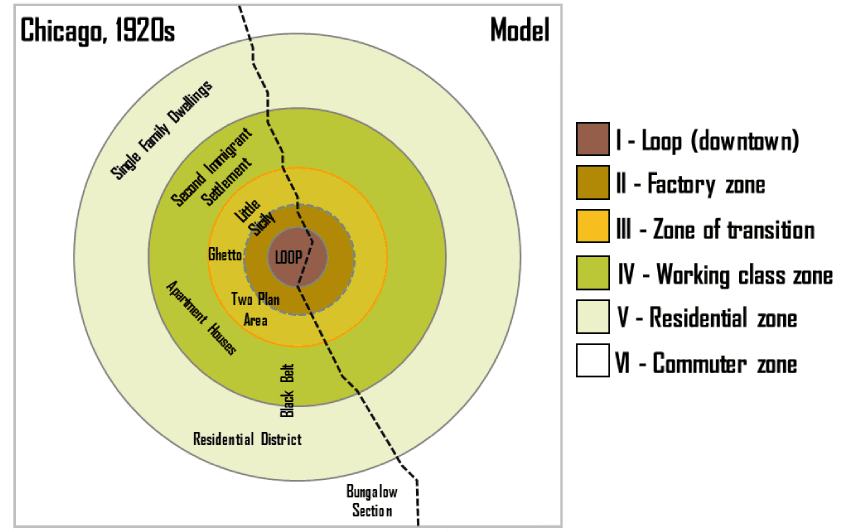 Chicago, 1920s
Model
Single Family Dwellings
Second Immigrant
Settlement
Little
Sicily
Ghetto
LOOP
Two Plan
Area
Apartment Houses
Black Belt
Residential District
Bungalow
Section
I - Loop (downtown)
II - Factory zone
III - Zone of transition
IV - Working class zone
V - Residential zone
VI - Commuter zone